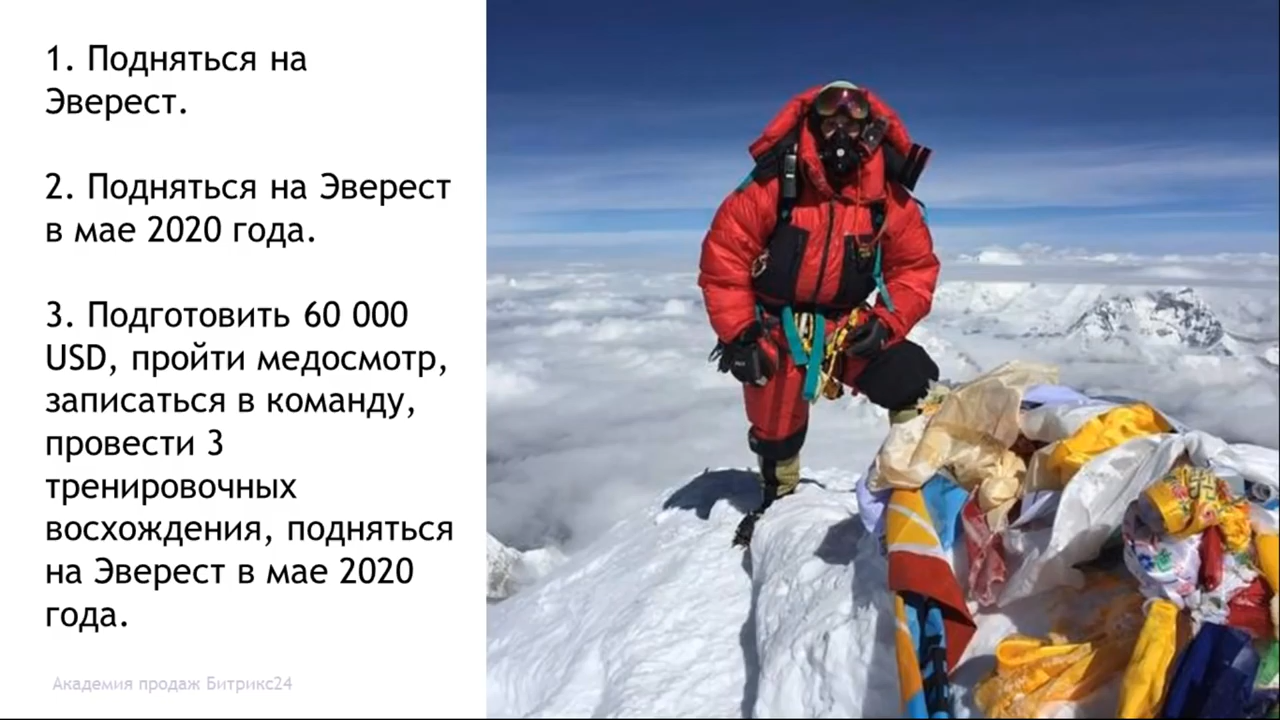 1. Подняться на
Эверест.
2. Подняться на Эверест
в мае 2020 года.
3. Подготовить 60 000
USD, пройти медосмотр,
записаться в команду,
провести 3
тренировочных
восхождения, подняться
на Эверест в мае 2020
года.
Академия продаж Битрикс24